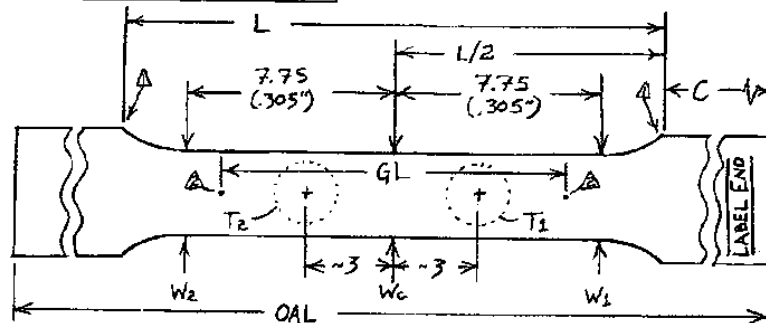 L
L/2
7.75
(.305")
7.75
(.305")
C
GL
T2
T1
LABEL END
~3
~3
W2
Wc
W1
OAL